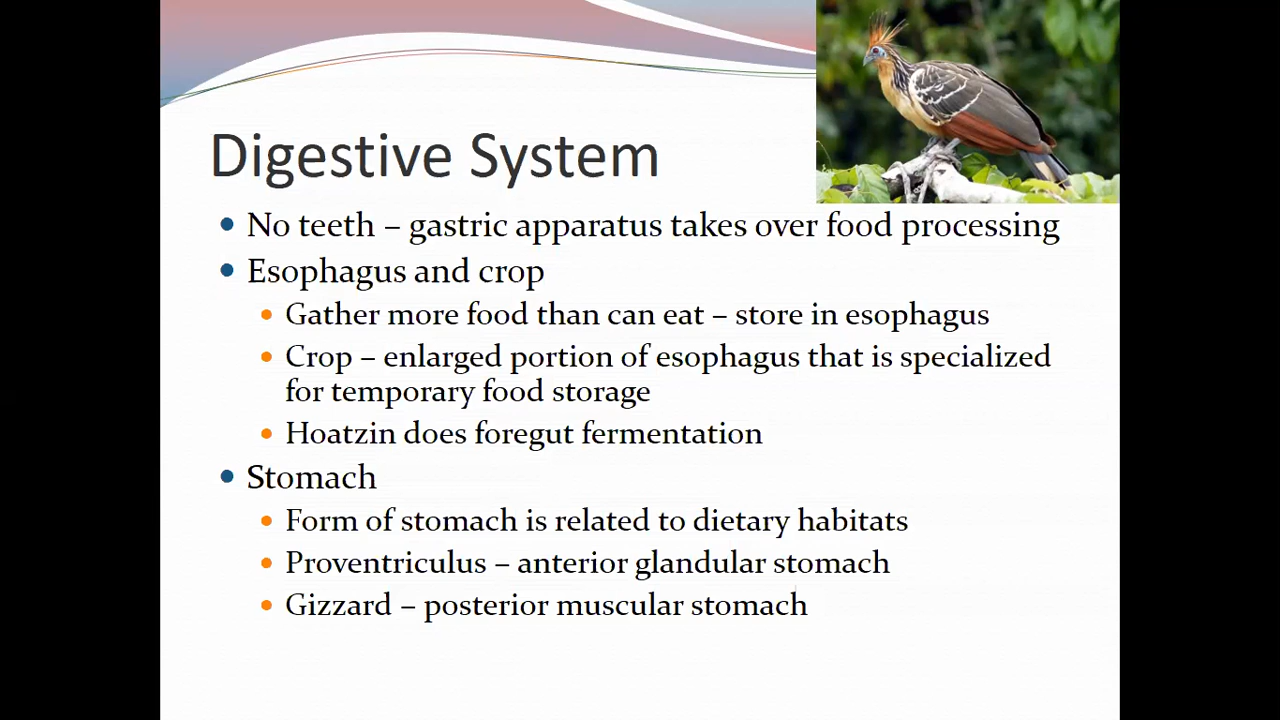 Digestive System
No teeth – gastric apparatus takes over food processing
Esophagus and crop
Gather more food than can eat – store in esophagus
Crop – enlarged portion of esophagus that is specialized
for temporary food storage
Hoatzin does foregut fermentation
Stomach
Form of stomach is related to dietary habitats
Proventriculus – anterior glandular stomach
Gizzard – posterior muscular stomach